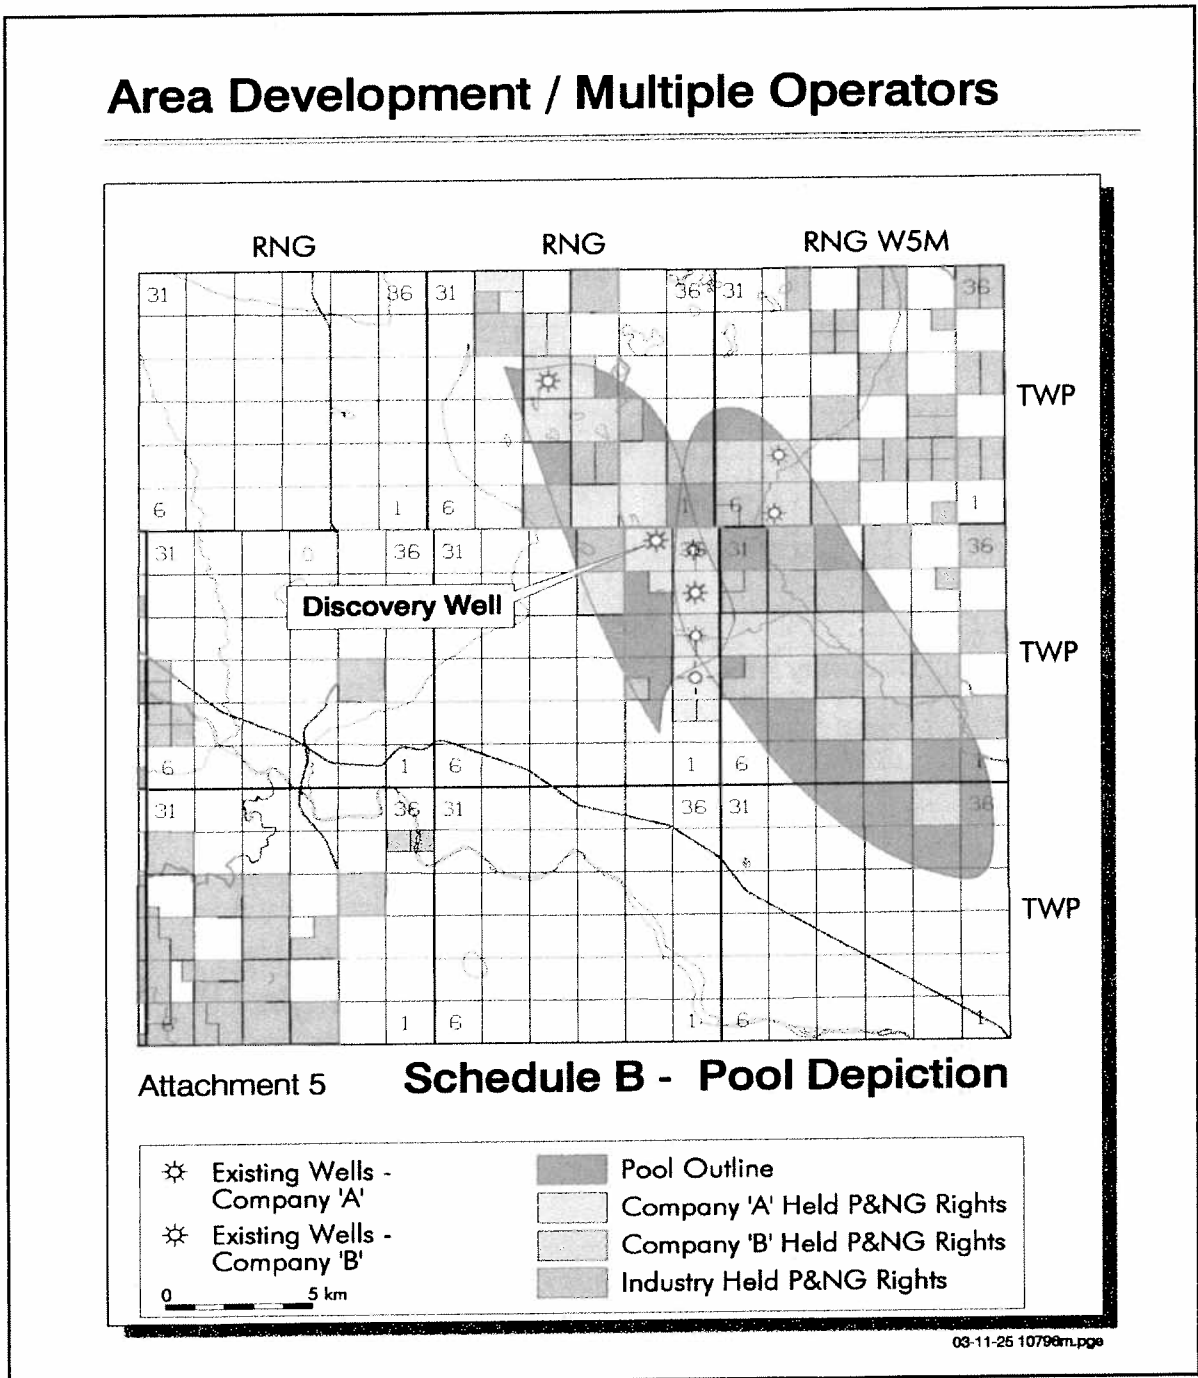 Area Development / Multiple Operators
RNG RNG RNG W5M
31 36 31 36 31 36
TWP
6 1 6 1 6 1
31 36 31 36 31 36
Discovery Well
TWP
6 1 6 1 6 1
31 36 31 36 31 36
TWP
6 1 6 1 6 1
Attachment 5 Schedule B - Pool Depiction
Existing Wells -
Company 'A'
Existing Wells -
Company 'B'
0 5 km
Pool Outline
Company 'A' Held P&NG Rights
Company 'B' Held P&NG Rights
Industry Held P&NG Rights
03-11-25 10796m.pge